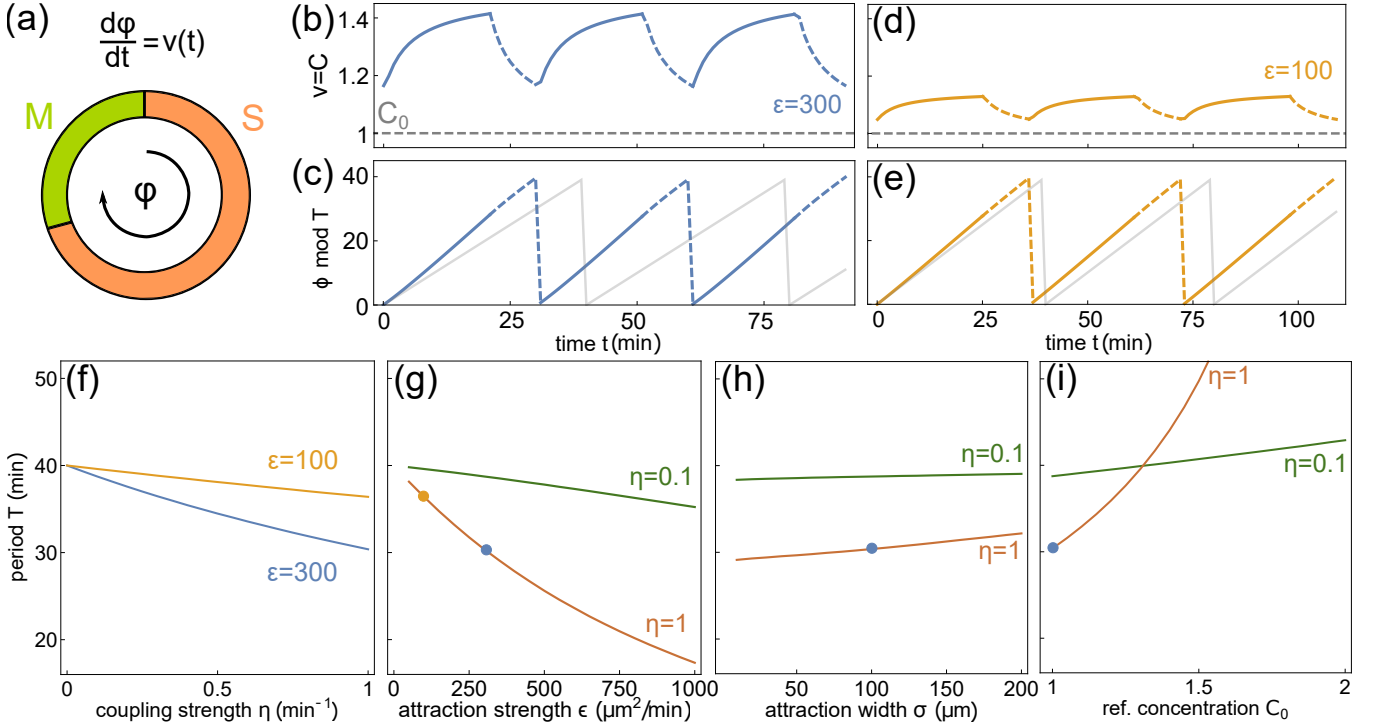 (a)
dφ/dt = v(t)
M
S
φ
(b)
v=C
1.4
1.2
1
C₀
ε=300
(c)
ϕ mod T
40
20
0
0 25 50 75
time t (min)
(d)
ε=100
(e)
0 25 50 75 100
time t (min)
(f)
period T (min)
50
40
30
20
ε=100
ε=300
0 0.5 1
coupling strength η (min⁻¹)
(g)
η=0.1
η=1
0 250 500 750 1000
attraction strength ϵ (μm²/min)
(h)
η=0.1
η=1
50 100 150 200
attraction width σ (μm)
(i)
η=1
η=0.1
1 1.5 2
ref. concentration C₀